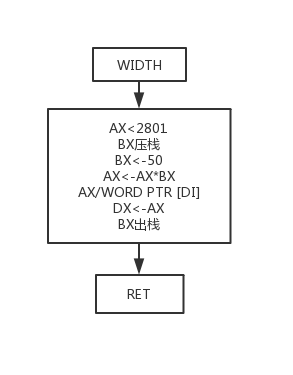 WIDTH
AX<2801
BX压栈
BX<-50
AX<-AX*BX
AX/WORD PTR [DI]
DX<-AX
BX出栈
RET